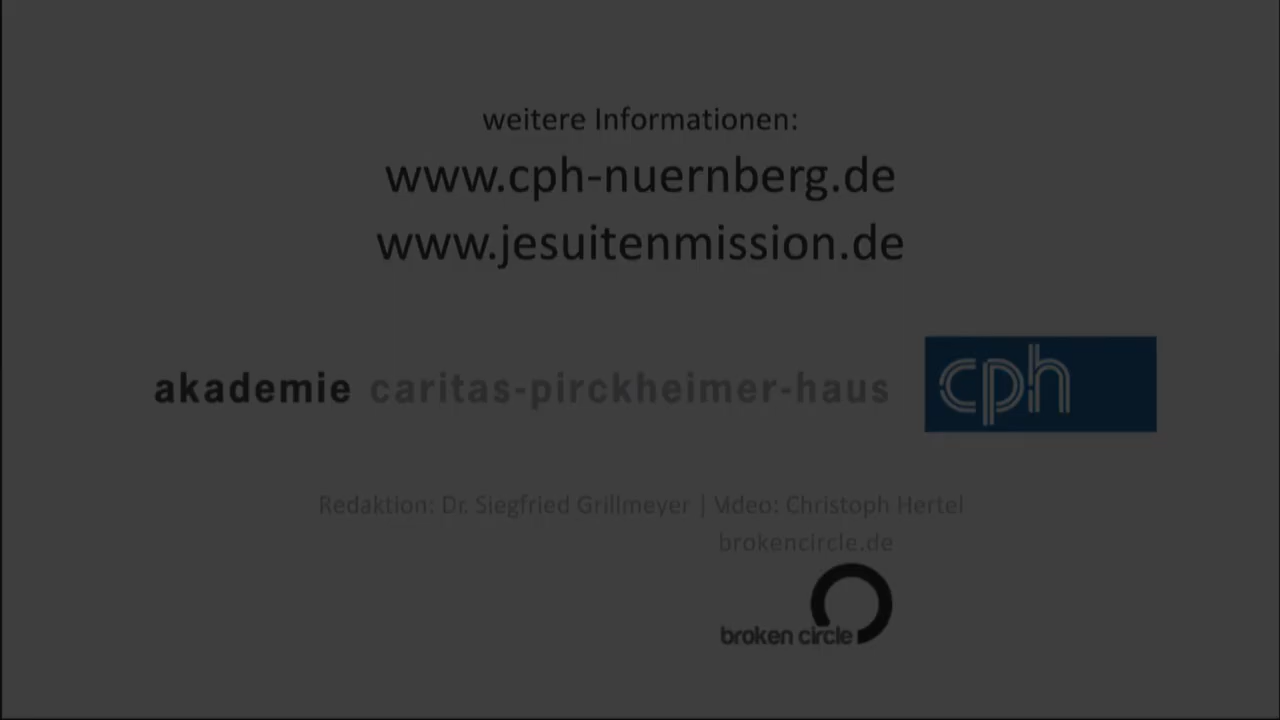 weitere Informationen:
www.cph-nuernberg.de
www.jesuitenmission.de
akademie caritas-pirckheimer-haus
cph
Redaktion: Dr. Siegfried Grillmeyer | Video: Christoph Hertel
brokencircle.de
broken circle